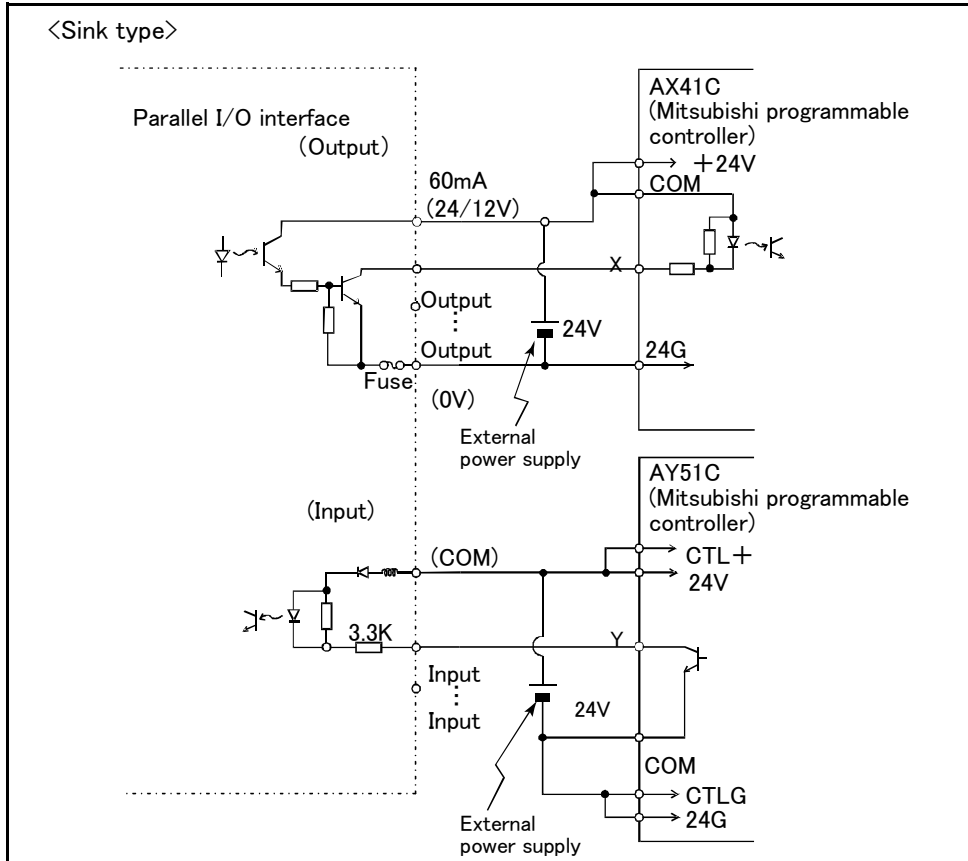 <Sink type>
Parallel I/O interface
(Output)
60mA
(24/12V)
AX41C
(Mitsubishi programmable
controller)
+24V
COM
X
Output
:
Output
24V
24G
Fuse
(0V)
External
power supply
AY51C
(Mitsubishi programmable
controller)
(Input)
(COM)
CTL+
24V
3.3K
Y
Input
:
Input
24V
COM
CTLG
24G
External
power supply